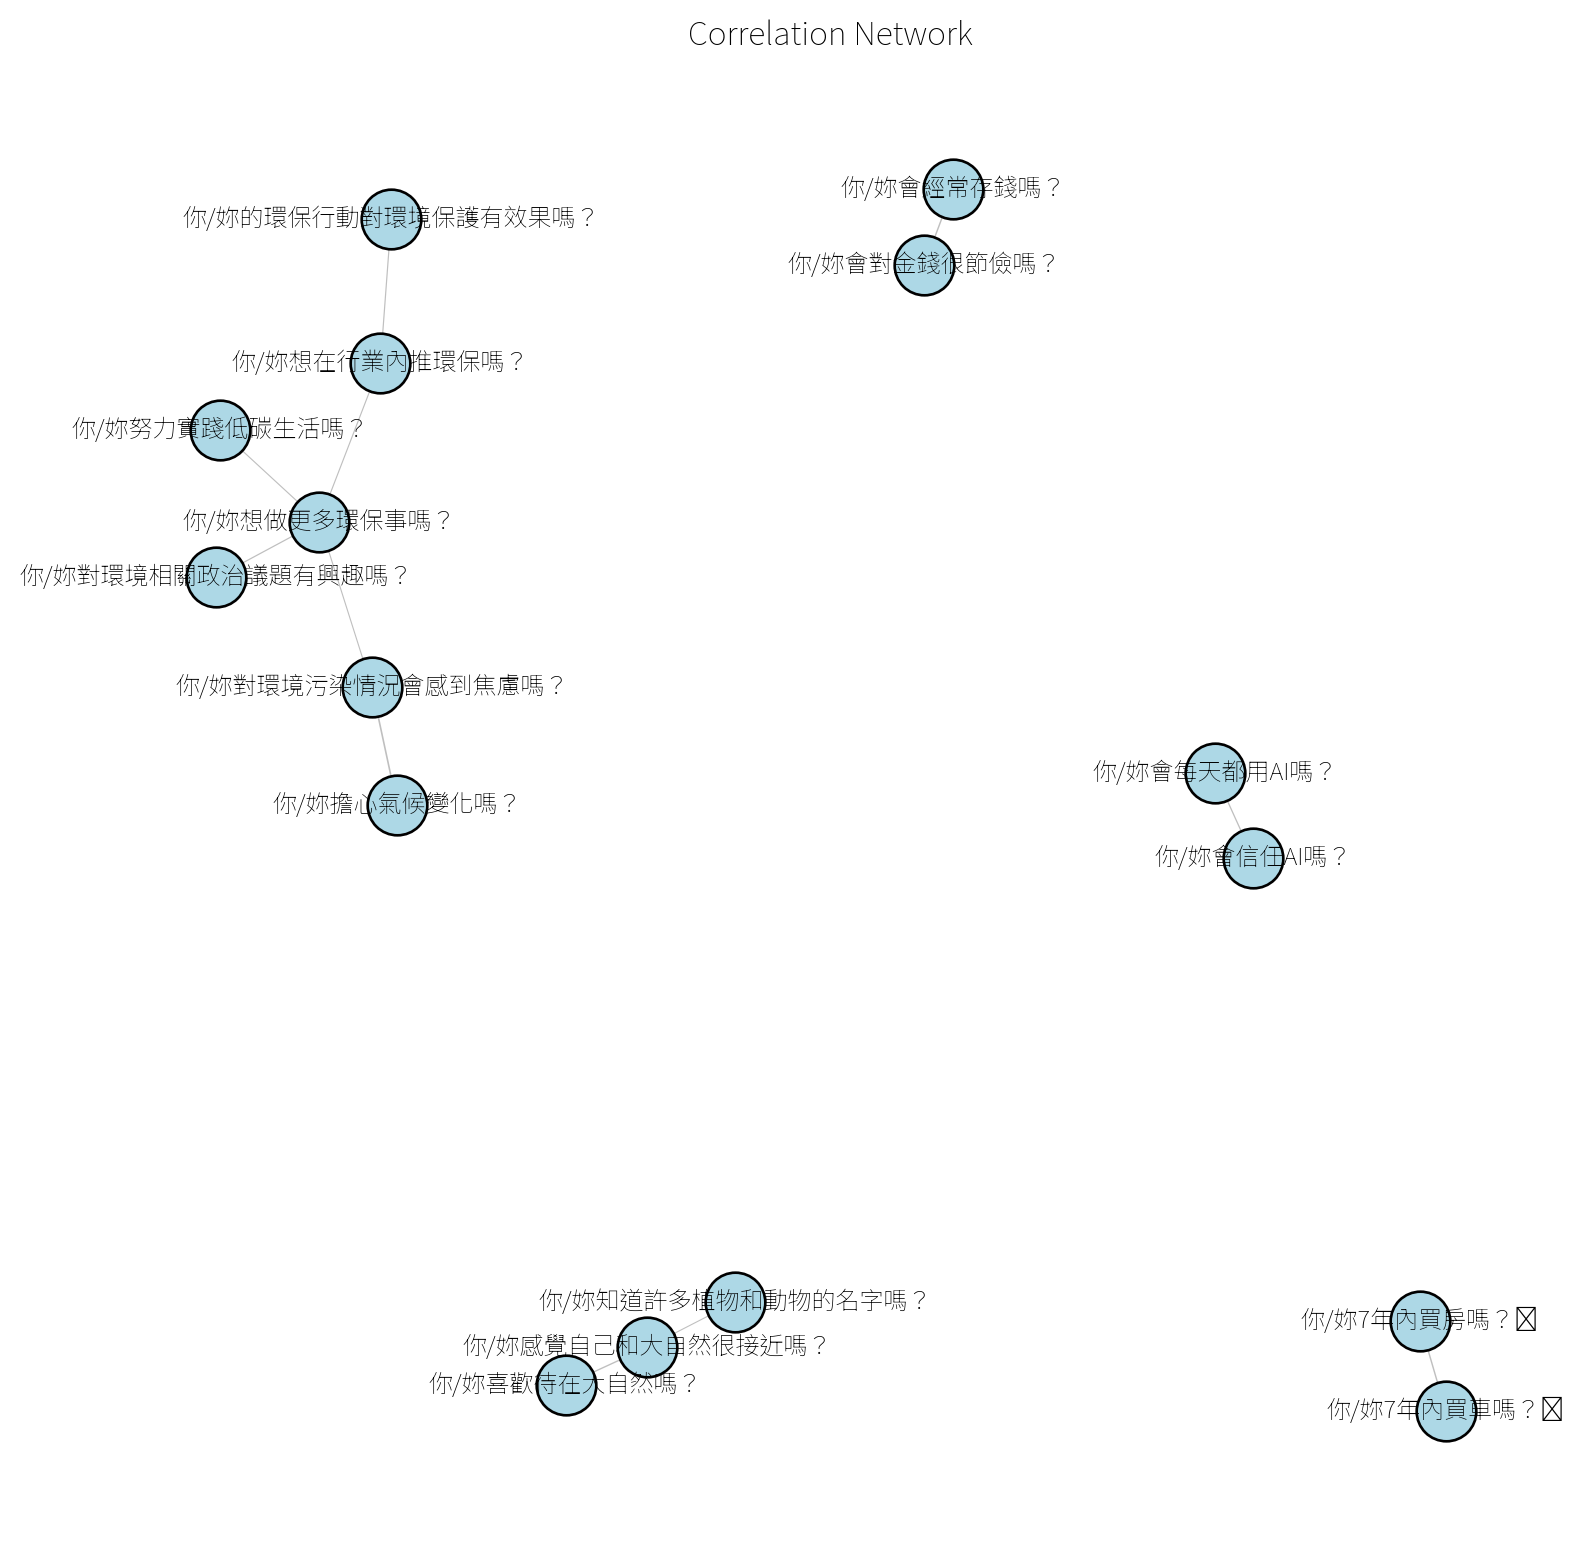 Correlation Network
你/妳會經常存錢嗎？
你/妳的環保行動對環境保護有效果嗎？
你/妳會對金錢很節儉嗎？
你/妳想在行業內推環保嗎？
你/妳努力實踐低碳生活嗎？
你/妳想做更多環保事嗎？
你/妳對環境相關政治議題有興趣嗎？
你/妳對環境污染情況會感到焦慮嗎？
你/妳會每天都用AI嗎？
你/妳擔心氣候變化嗎？
你/妳會信任AI嗎？
你/妳知道許多植物和動物的名字嗎？
你/妳7年內買房嗎？
你/妳感覺自己和大自然很接近嗎？
你/妳喜歡待在大自然嗎？
你/妳7年內買車嗎？